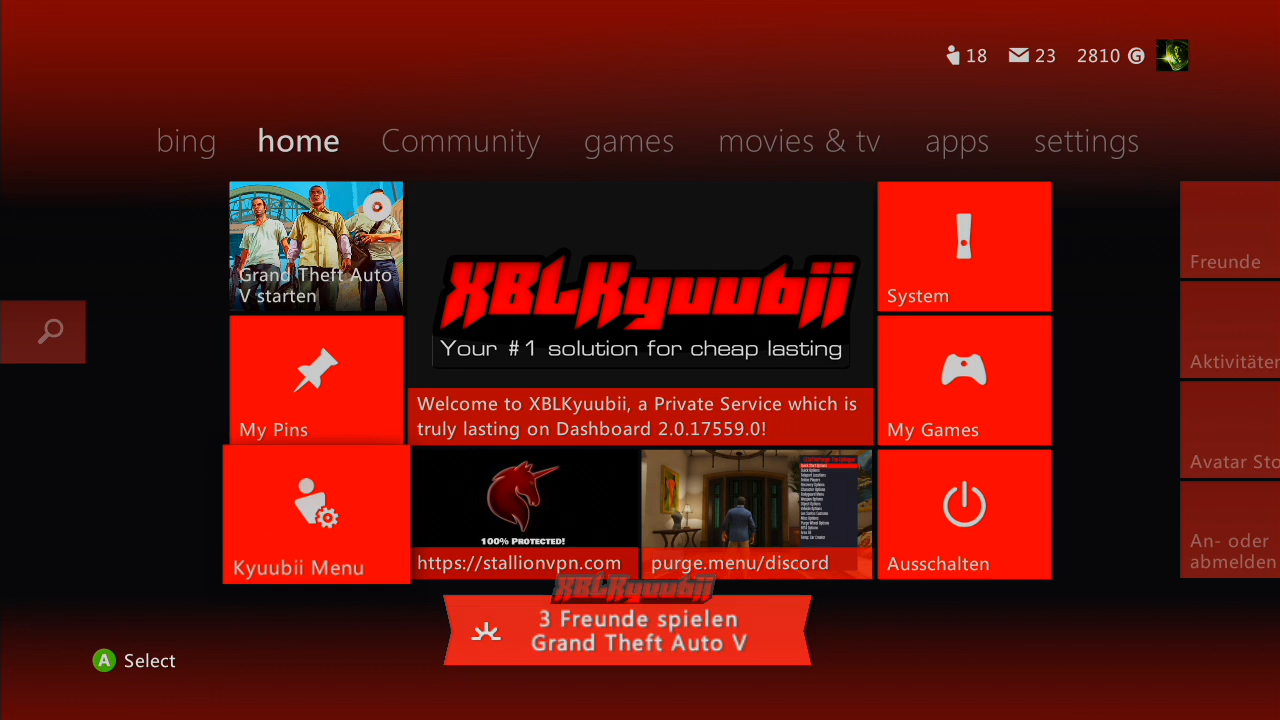 18 23 2810 G
bing home Community games movies & tv apps settings
Grand Theft Auto
V starten
XBLKyuubii
Your #1 solution for cheap lasting
System
Freunde
My Pins
Welcome to XBLKyuubii, a Private Service which is
truly lasting on Dashboard 2.0.17559.0!
My Games
Aktivitäten
Avatar Sto
Kyuubii Menu
100% PROTECTED!
https://stallionvpn.com
purge.menu/discord
Ausschalten
An- oder
abmelden
XBLKyuubii
3 Freunde spielen
Grand Theft Auto V
A Select